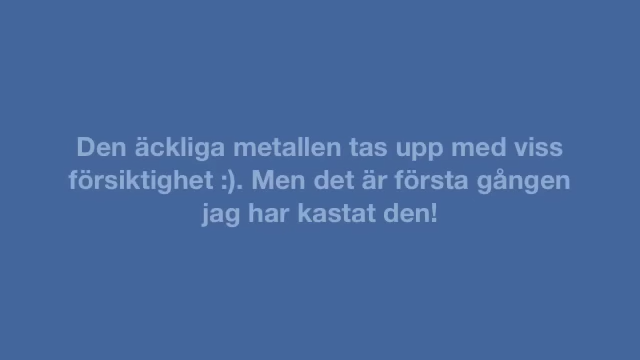 Den äckliga metallen tas upp med viss
försiktighet :). Men det är första gången
jag har kastat den!